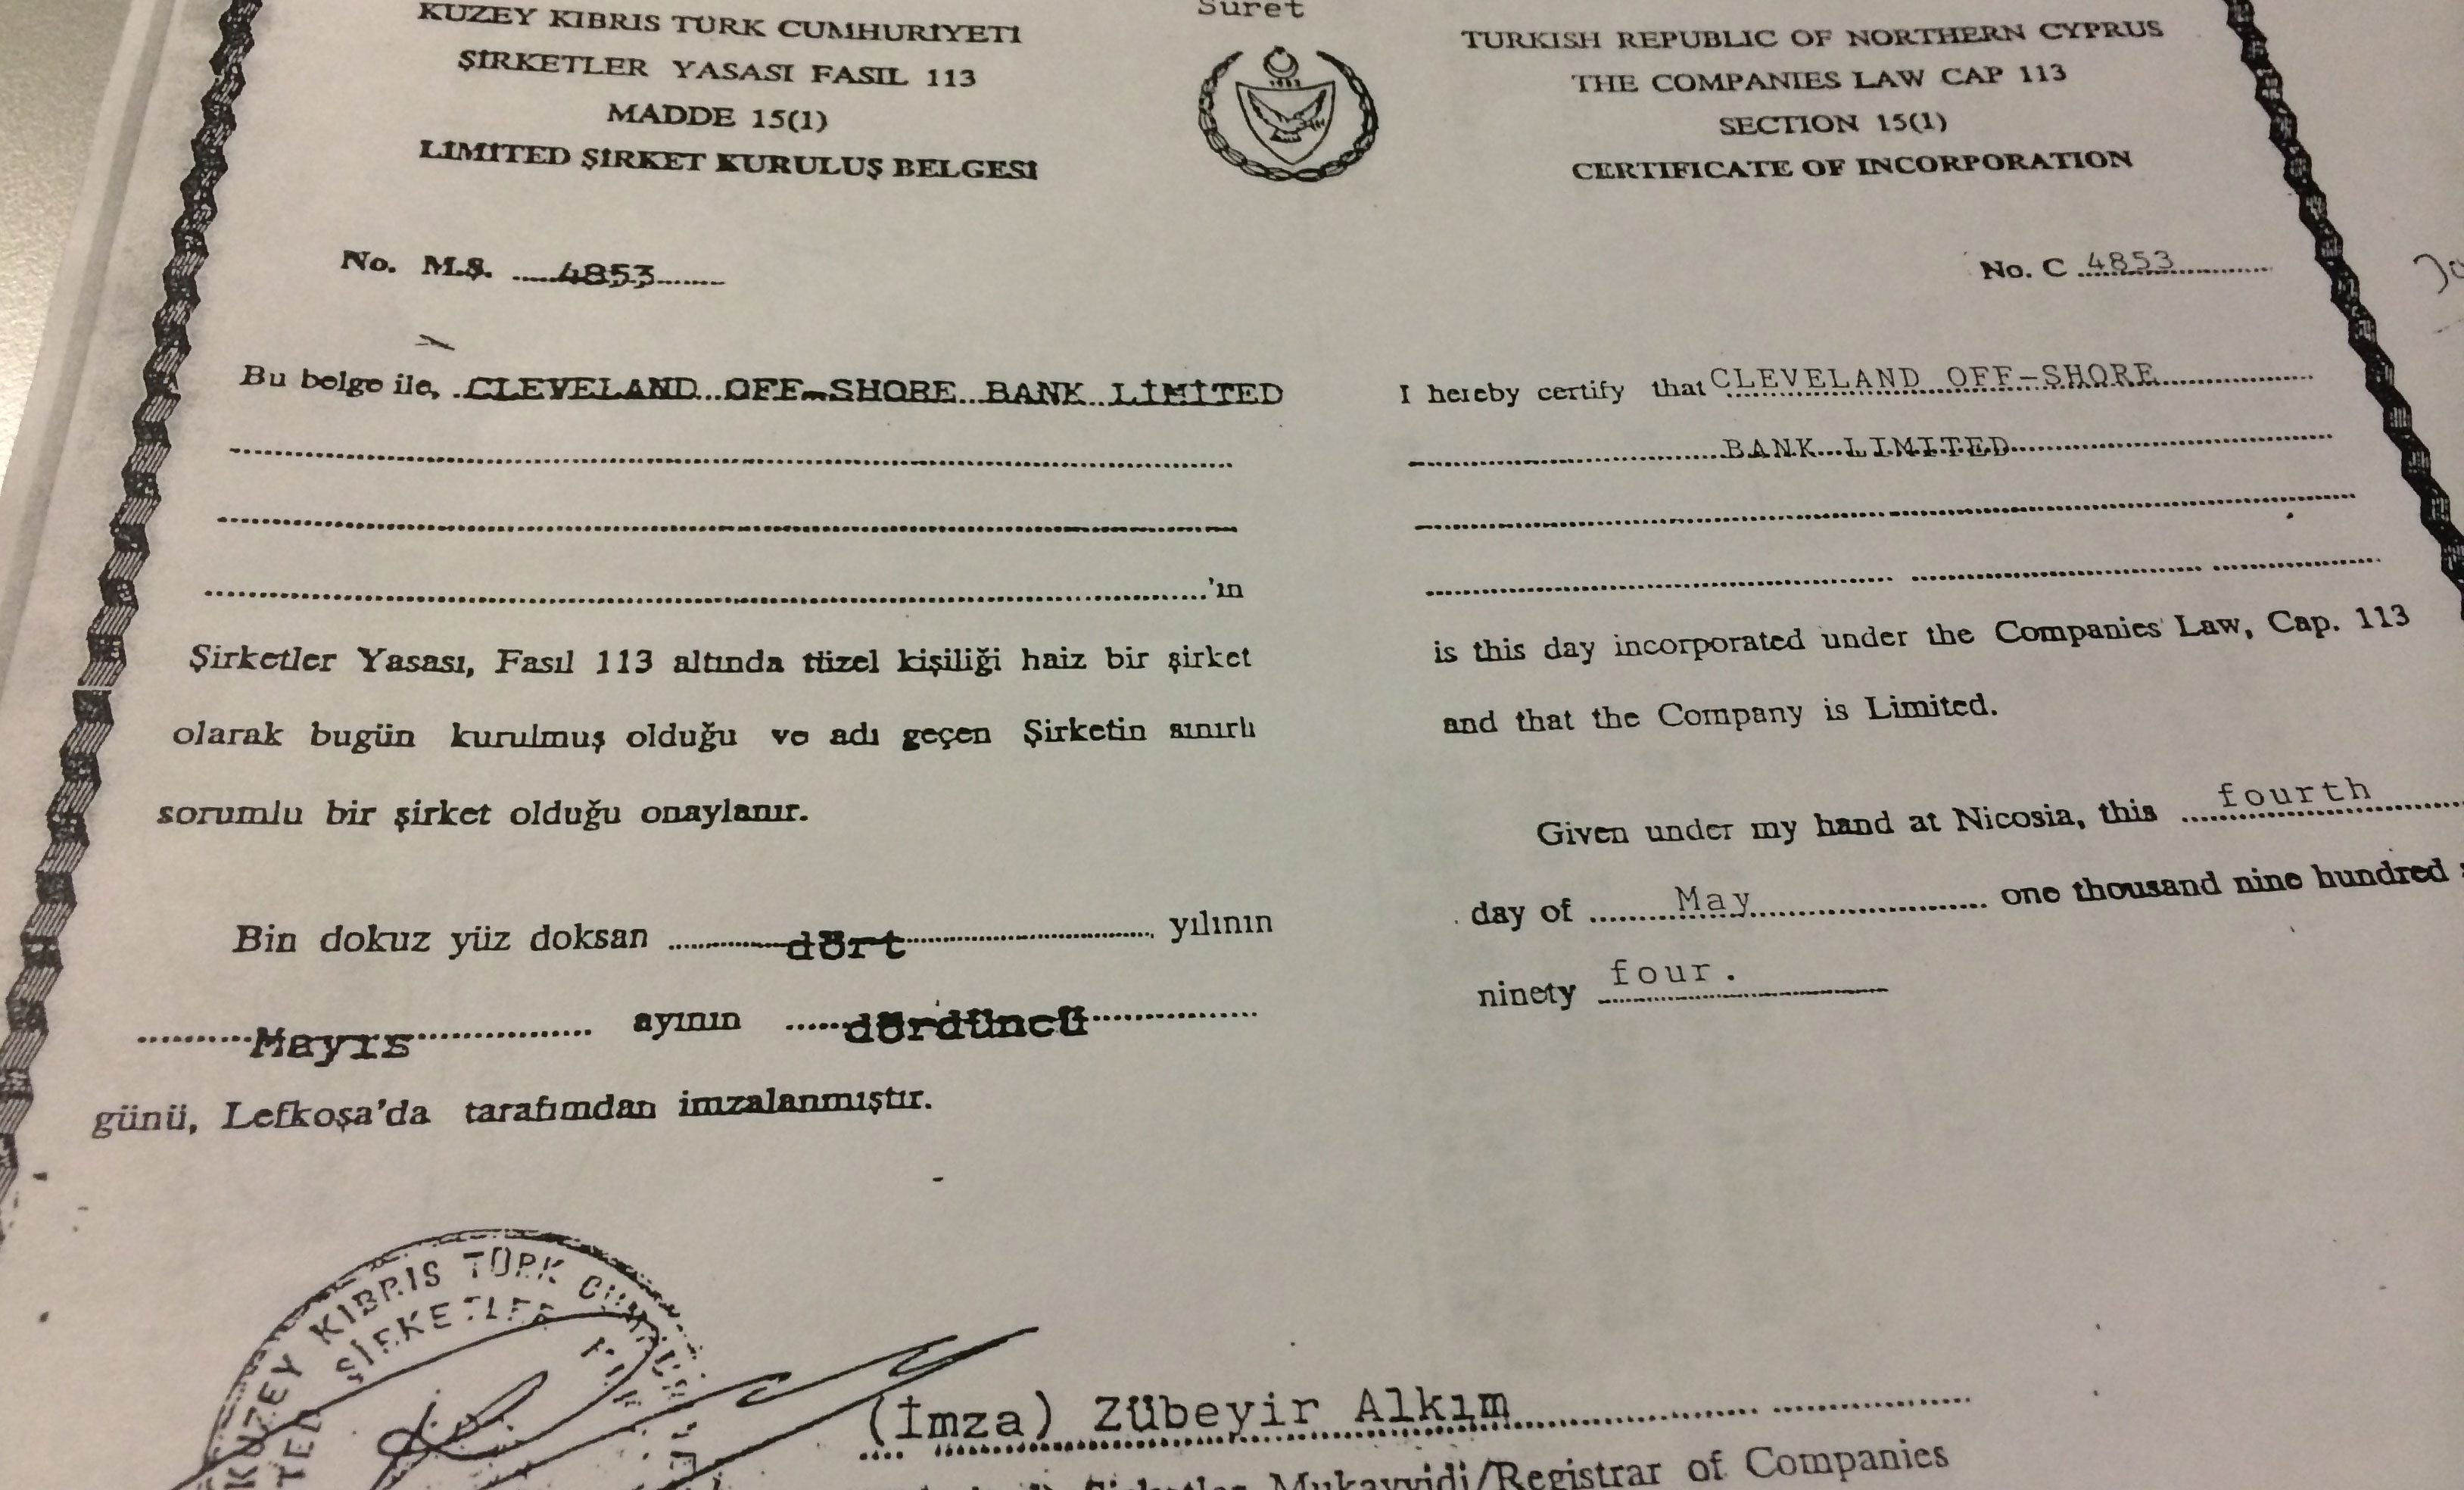 Suret
KUZEY KIBRIS TÜRK CUMHURİYETİ
ŞİRKETLER YASASI FASIL 113
MADDE 15(1)
LİMİTED ŞİRKET KURULUŞ BELGESİ
No. M.Ş. 4853
Bu belge ile, CLEVELAND OFF-SHORE BANK LİMİTED
'ın
Şirketler Yasası, Fasıl 113 altında tüzel kişiliği haiz bir şirket
olarak bugün kurulmuş olduğu ve adı geçen Şirketin sınırlı
sorumlu bir şirket olduğu onaylanır.
Bin dokuz yüz doksan dört yılının
Mayıs ayının dördüncü
günü, Lefkoşa'da tarafımdan imzalanmıştır.
TURKISH REPUBLIC OF NORTHERN CYPRUS
THE COMPANIES LAW CAP 113
SECTION 15(1)
CERTIFICATE OF INCORPORATION
No. C 4853
I hereby certify that CLEVELAND OFF-SHORE
BANK LIMITED
is this day incorporated under the Companies' Law, Cap. 113
and that the Company is Limited.
Given under my hand at Nicosia, this fourth
day of May one thousand nine hundred
ninety four.
KUZEY KIBRIS TÜRK
(İmza) Zübeyir Alkım
Mukayyidi/Registrar of Companies